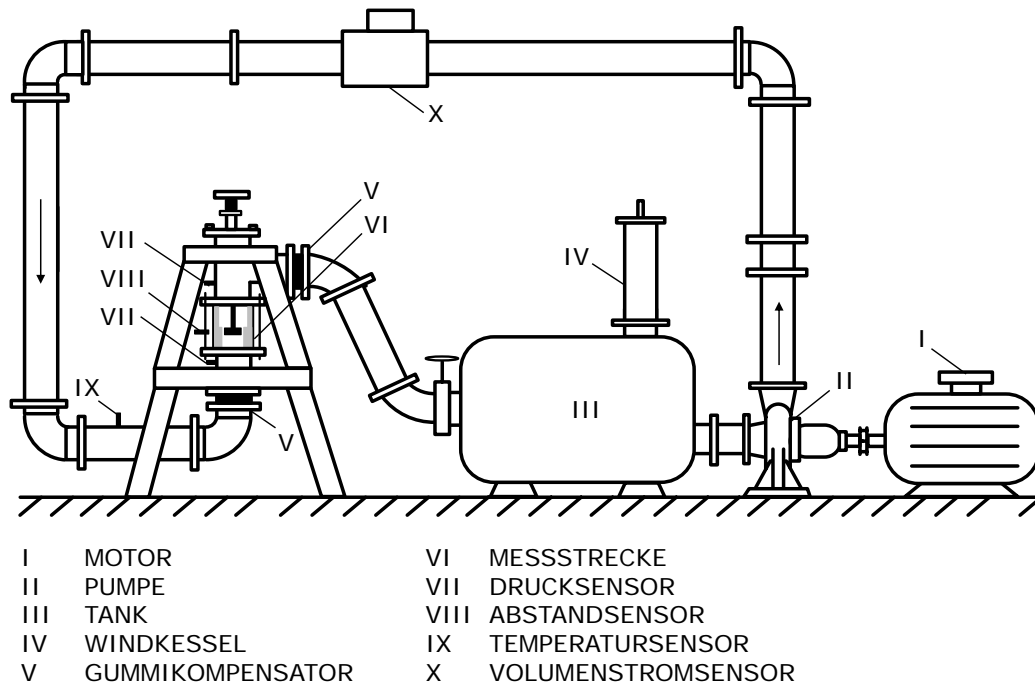 X
V
VI
VII
IV
VIII
VII
I
IX
II
III
V
I MOTOR
II PUMPE
III TANK
IV WINDKESSEL
V GUMMIKOMPENSATOR
VI MESSSTRECKE
VII DRUCKSENSOR
VIII ABSTANDSENSOR
IX TEMPERATURSENSOR
X VOLUMENSTROMSENSOR